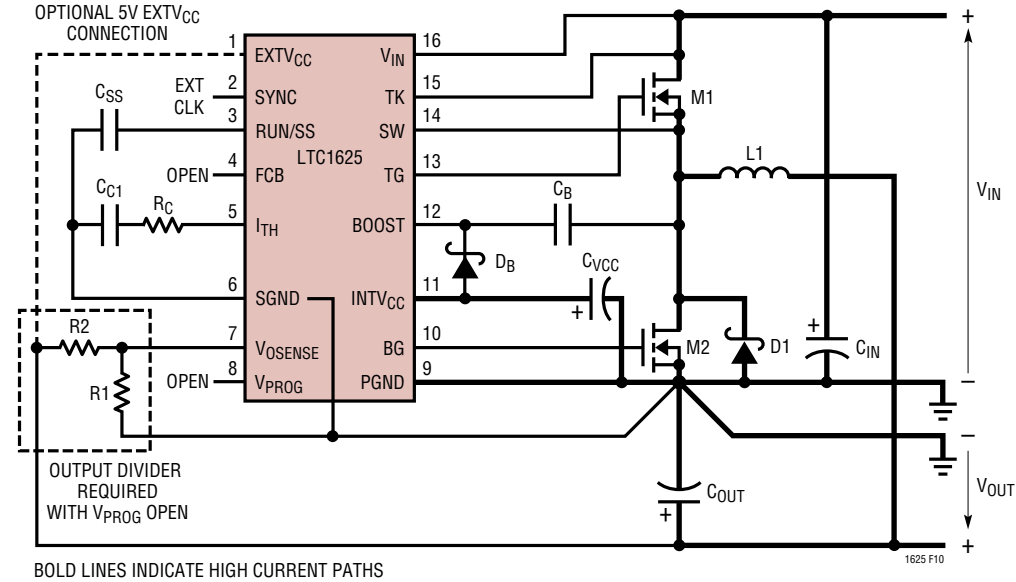 OPTIONAL 5V EXTVCC
CONNECTION
1
EXTVCC
VIN
16
EXT
CLK
2
SYNC
TK
15
M1
CSS
3
RUN/SS
SW
14
LTC1625
L1
OPEN
4
FCB
TG
13
VIN
CC1
RC
5
ITH
BOOST
12
CB
DB
CVCC
6
SGND
INTVCC
11
+
R2
7
VOSENSE
BG
10
M2
D1
+
CIN
R1
OPEN
8
VPROG
PGND
9
+
−
−
OUTPUT DIVIDER
REQUIRED
WITH VPROG OPEN
COUT
+
VOUT
+
1625 F10
BOLD LINES INDICATE HIGH CURRENT PATHS